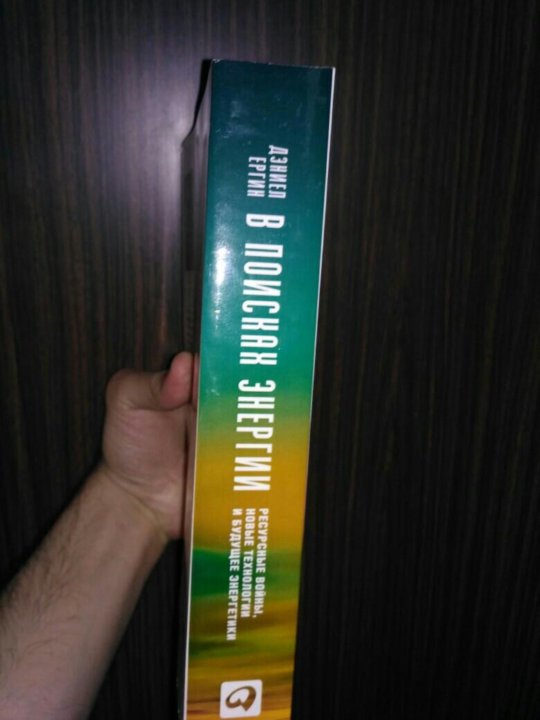 ДЭНИЕЛ
ЕРГИН
В ПОИСКАХ ЭНЕРГИИ
РЕСУРСНЫЕ ВОЙНЫ,
НОВЫЕ ТЕХНОЛОГИИ
И БУДУЩЕЕ ЭНЕРГЕТИКИ